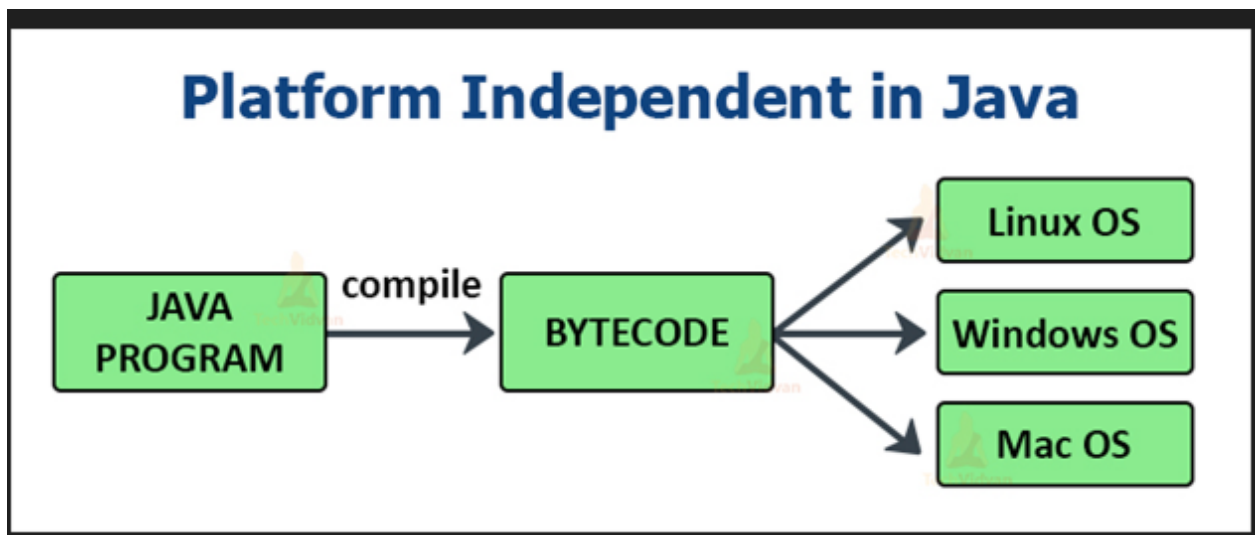 Platform Independent in Java
JAVA
PROGRAM
compile
BYTECODE
Linux OS
Windows OS
Mac OS